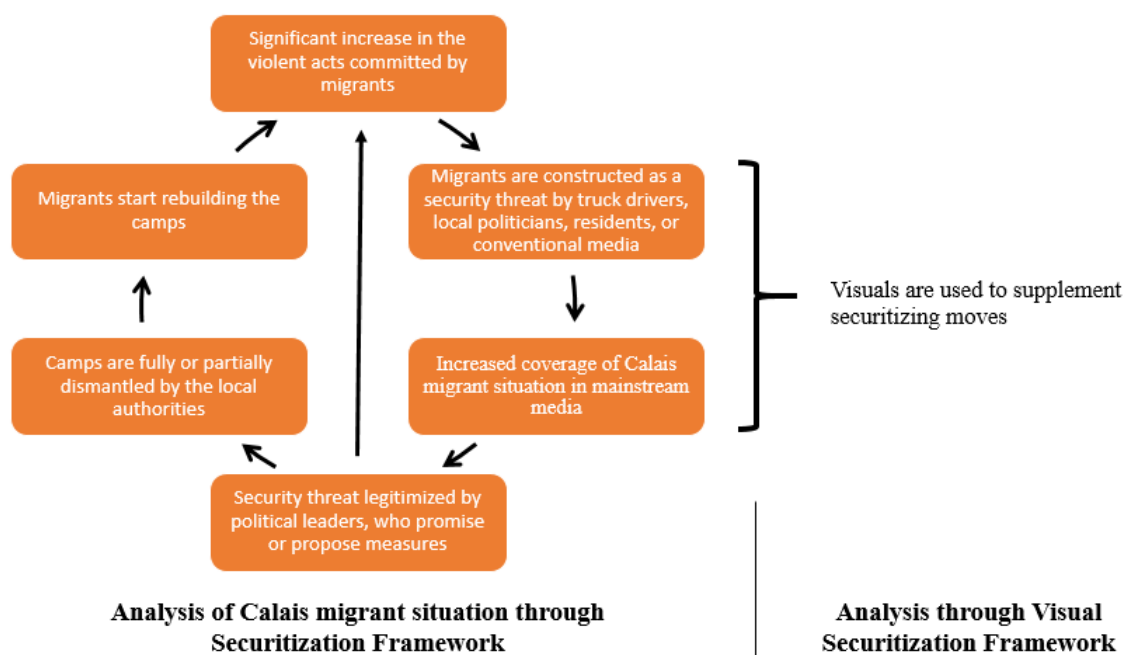 Significant increase in the
violent acts committed by
migrants
Migrants are constructed as a
security threat by truck drivers,
local politicians, residents, or
conventional media
Increased coverage of Calais
migrant situation in mainstream
media
Security threat legitimized by
political leaders, who promise
or propose measures
Camps are fully or partially
dismantled by the local
authorities
Migrants start rebuilding the
camps
Visuals are used to supplement
securitizing moves
Analysis of Calais migrant situation through
Securitization Framework
Analysis through Visual
Securitization Framework